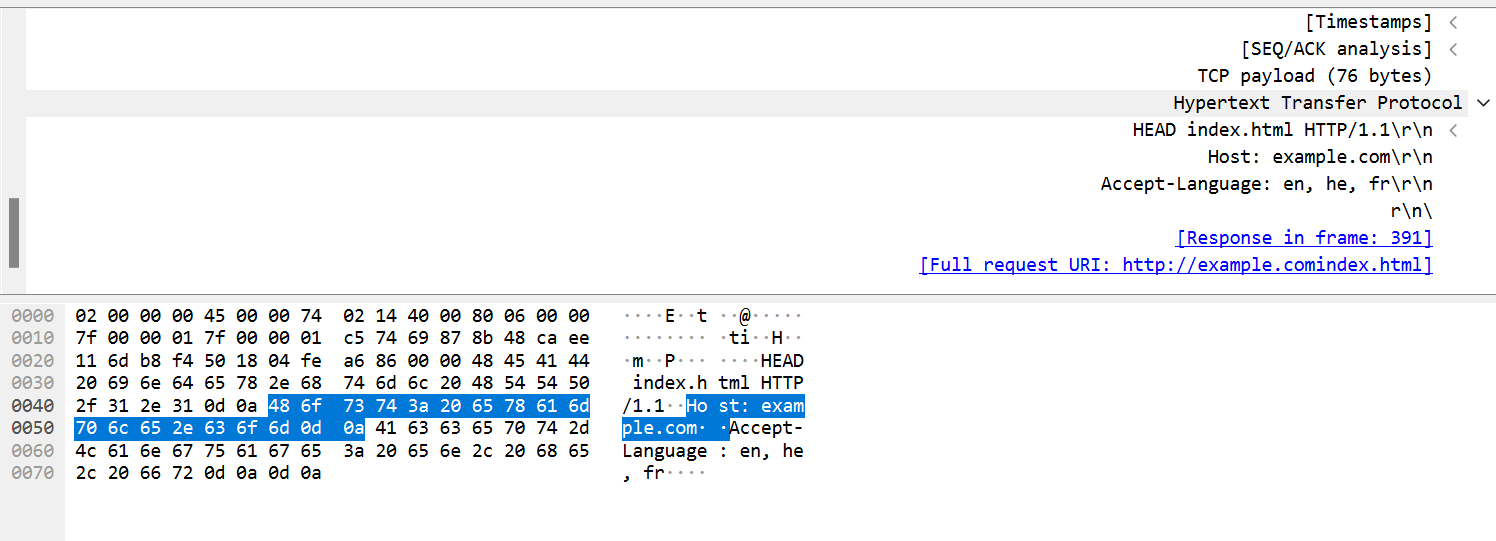 [Timestamps]
[SEQ/ACK analysis]
TCP payload (76 bytes)
Hypertext Transfer Protocol
HEAD index.html HTTP/1.1\r\n
Host: example.com\r\n
Accept-Language: en, he, fr\r\n
r\n\
[Response in frame: 391]
[Full request URI: http://example.comindex.html]
0000 02 00 00 00 45 00 00 74 02 14 40 00 80 06 00 00 ····E··t ··@·····
0010 7f 00 00 01 7f 00 00 01 c5 74 69 87 8b 48 ca ee ········ ·ti··H··
0020 11 6d b8 f4 50 18 04 fe a6 86 00 00 48 45 41 44 ·m··P··· ····HEAD
0030 20 69 6e 64 65 78 2e 68 74 6d 6c 20 48 54 54 50 index.h tml HTTP
0040 2f 31 2e 31 0d 0a 48 6f 73 74 3a 20 65 78 61 6d /1.1··Ho st: exam
0050 70 6c 65 2e 63 6f 6d 0d 0a 41 63 63 65 70 74 2d ple.com· ·Accept-
0060 4c 61 6e 67 75 61 67 65 3a 20 65 6e 2c 20 68 65 Language : en, he
0070 2c 20 66 72 0d 0a 0d 0a , fr····